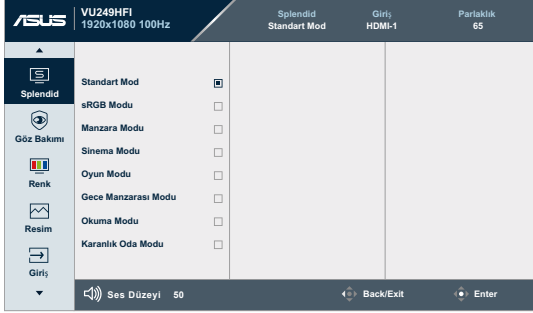 ASUS
VU249HFI
1920x1080 100Hz
Splendid
Standart Mod
Giriş
HDMI-1
Parlaklık
65
Splendid
Göz Bakımı
Renk
Resim
Giriş
Standart Mod
sRGB Modu
Manzara Modu
Sinema Modu
Oyun Modu
Gece Manzarası Modu
Okuma Modu
Karanlık Oda Modu
Ses Düzeyi 50
Back/Exit
Enter